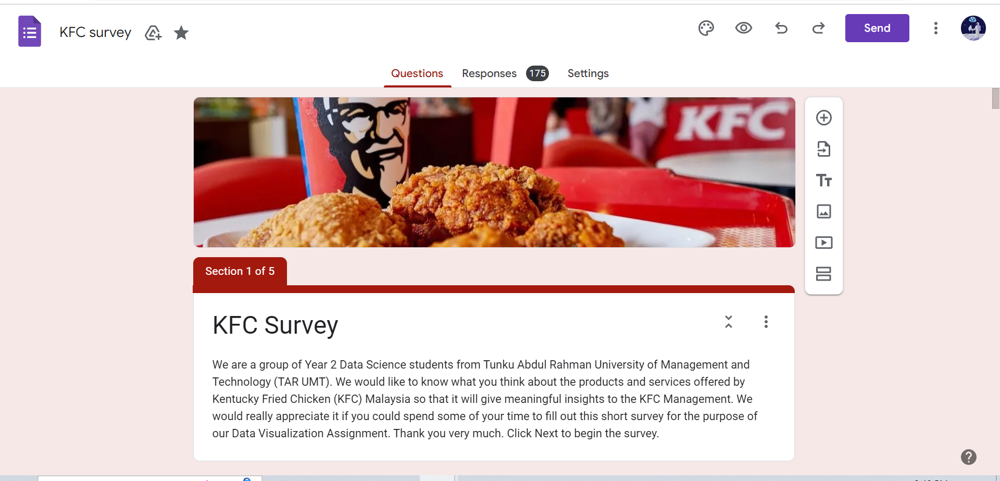 KFC survey
Send
Questions
Responses 175
Settings
KFC
Section 1 of 5
KFC Survey
We are a group of Year 2 Data Science students from Tunku Abdul Rahman University of Management and
Technology (TAR UMT). We would like to know what you think about the products and services offered by
Kentucky Fried Chicken (KFC) Malaysia so that it will give meaningful insights to the KFC Management. We
would really appreciate it if you could spend some of your time to fill out this short survey for the purpose of
our Data Visualization Assignment. Thank you very much. Click Next to begin the survey.